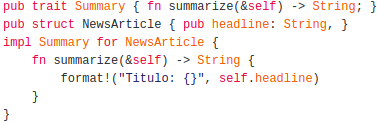 pub trait Summary { fn summarize(&self) -> String; }
pub struct NewsArticle { pub headline: String, }
impl Summary for NewsArticle {
    fn summarize(&self) -> String {
        format!("Titulo: {}", self.headline)
    }
}